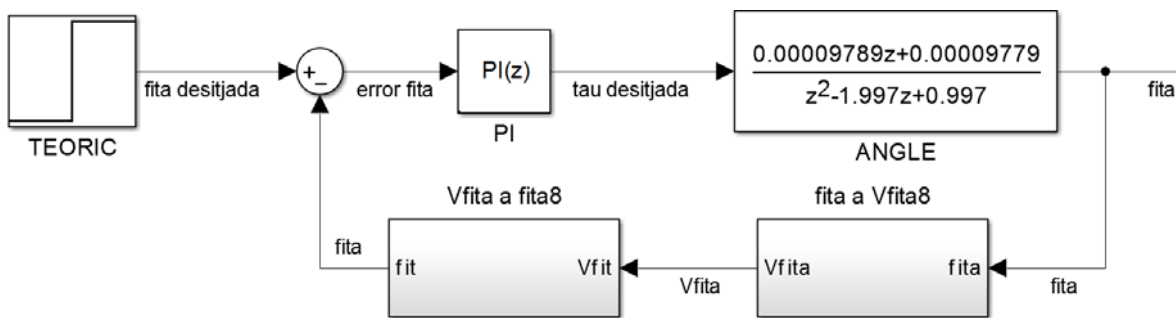 TEORIC
fita desitjada
+
_
error fita
PI(z)
PI
tau desitjada
0.00009789z+0.00009779
z2-1.997z+0.997
ANGLE
fita
Vfita a fita8
fita a Vfita8
fita
fit
Vfit
Vfita
Vfita
fita
fita